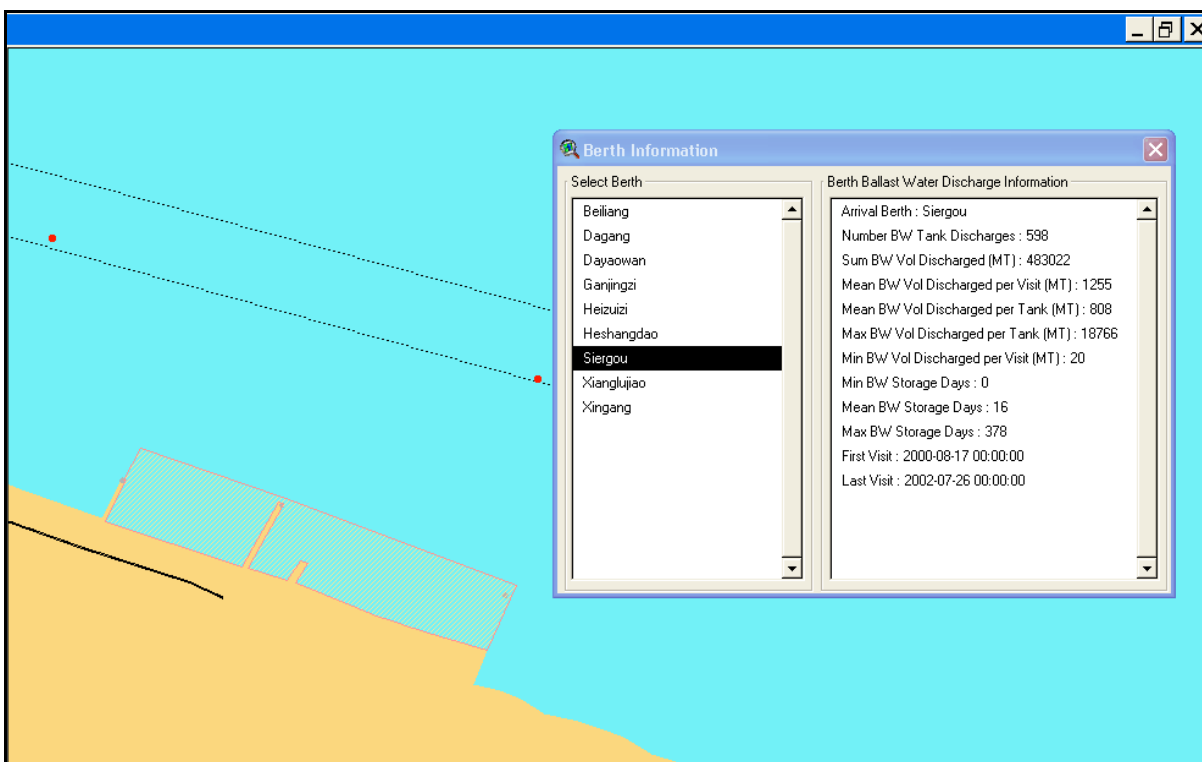 Berth Information
Select Berth
Beiliang
Dagang
Dayaowan
Ganjingzi
Heizuizi
Heshangdao
Siergou
Xianglujiao
Xingang
Berth Ballast Water Discharge Information
Arrival Berth : Siergou
Number BW Tank Discharges : 598
Sum BW Vol Discharged (MT) : 483022
Mean BW Vol Discharged per Visit (MT) : 1255
Mean BW Vol Discharged per Tank (MT) : 808
Max BW Vol Discharged per Tank (MT) : 18766
Min BW Vol Discharged per Visit (MT) : 20
Min BW Storage Days : 0
Mean BW Storage Days : 16
Max BW Storage Days : 378
First Visit : 2000-08-17 00:00:00
Last Visit : 2002-07-26 00:00:00